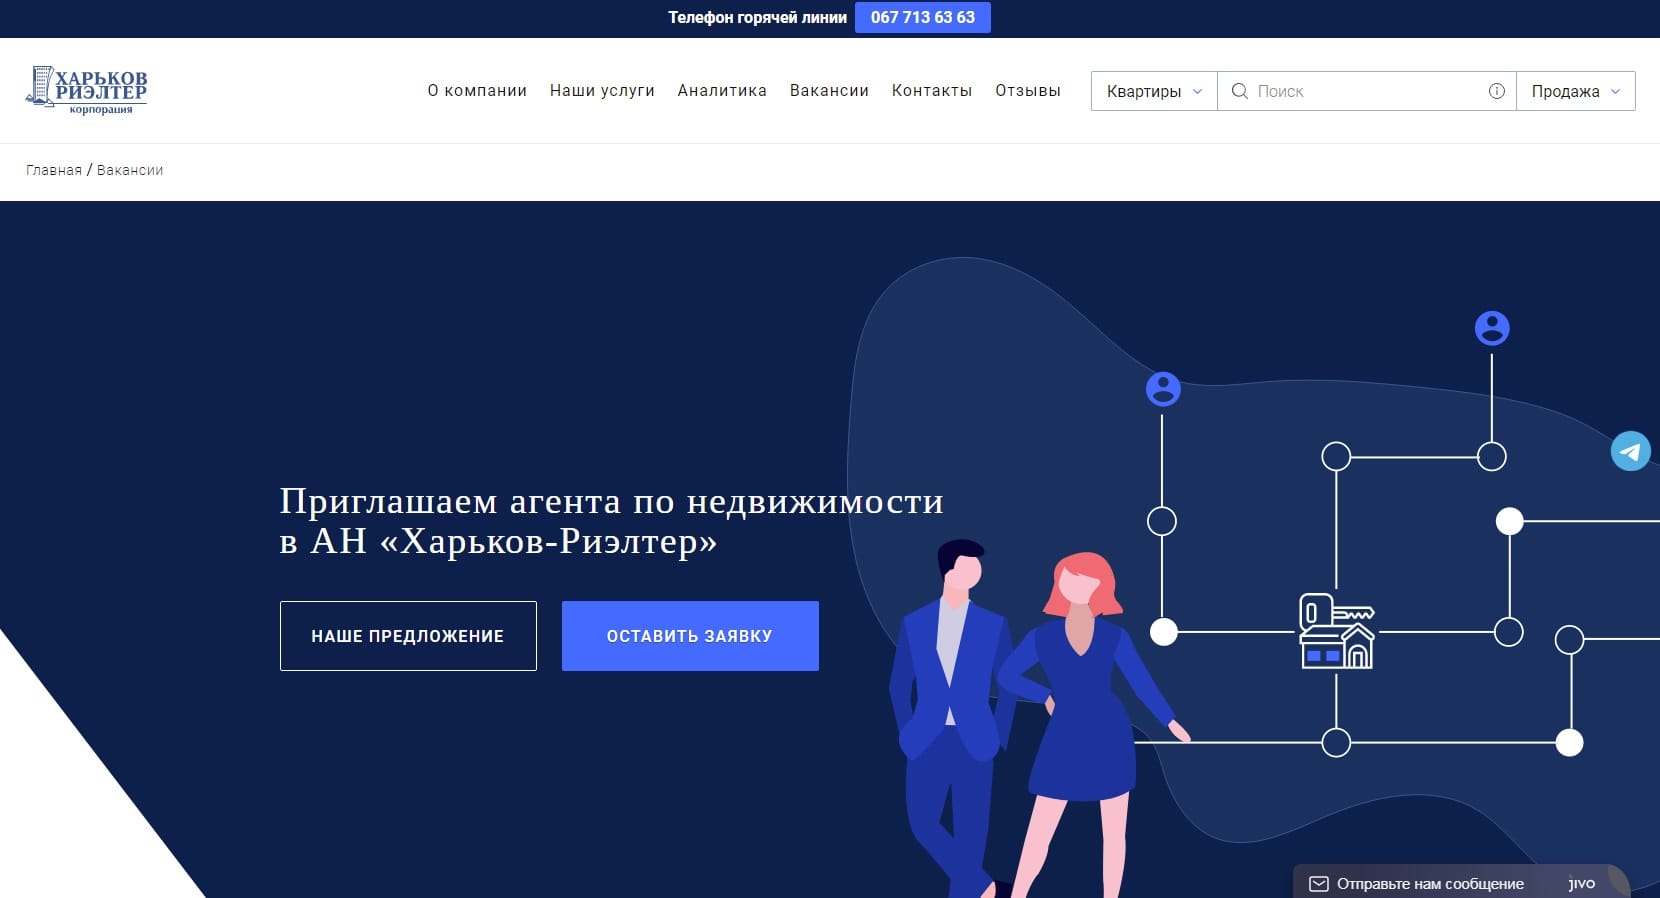 Телефон горячей линии 067 713 63 63
ХАРЬКОВ
РИЭЛТЕР
корпорация
О компании Наши услуги Аналитика Вакансии Контакты Отзывы Квартиры Поиск Продажа
Главная / Вакансии
Приглашаем агента по недвижимости
в АН «Харьков-Риэлтер»
НАШЕ ПРЕДЛОЖЕНИЕ ОСТАВИТЬ ЗАЯВКУ
Отправьте нам сообщение jivo